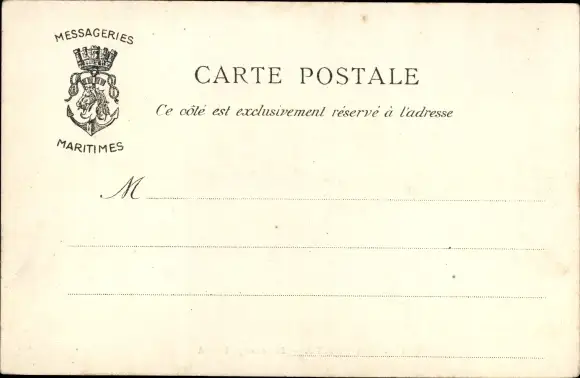 MESSAGERIES
MARITIMES
CARTE POSTALE
Ce côté est exclusivement réservé à l'adresse
M